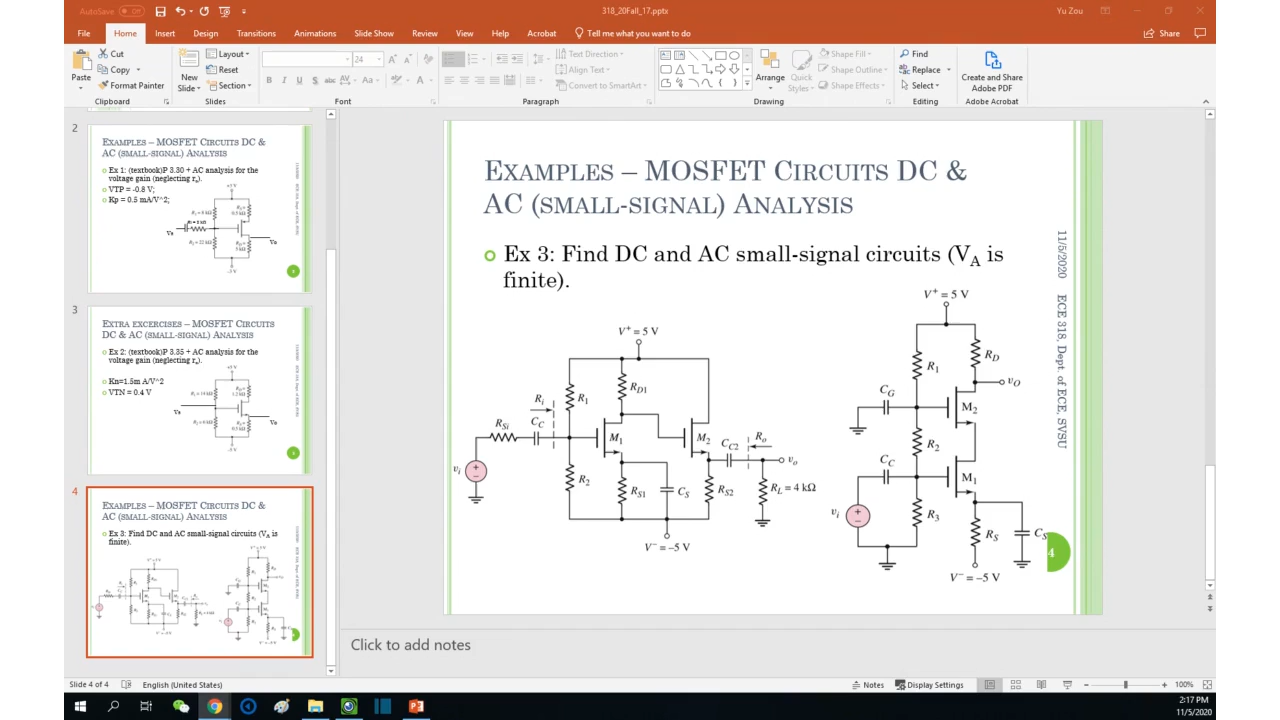 AutoSave Off
318_20Fall_17.pptx
Yu Zou
File Home Insert Design Transitions Animations Slide Show Review View Help Acrobat Tell me what you want to do
Share
Paste
Cut
Copy
Format Painter
Clipboard
New
Slide
Layout
Reset
Section
Slides
24
Font
Text Direction
Align Text
Convert to SmartArt
Paragraph
Arrange
Quick
Styles
Shape Fill
Shape Outline
Shape Effects
Drawing
Find
Replace
Select
Editing
Create and Share
Adobe PDF
Adobe Acrobat
2
EXAMPLES – MOSFET CIRCUITS DC &
AC (SMALL-SIGNAL) ANALYSIS
Ex 1: (textbook)P 3.30 + AC analysis for the
voltage gain (neglecting ro).
VTP = -0.8 V;
Kp = 0.5 mA/V^2;
3
EXTRA EXCERCISES – MOSFET CIRCUITS
DC & AC (SMALL-SIGNAL) ANALYSIS
Ex 2: (textbook)P 3.35 + AC analysis for the
voltage gain (neglecting ro).
Kn=1.5m A/V^2
VTN = 0.4 V
4
EXAMPLES – MOSFET CIRCUITS DC &
AC (SMALL-SIGNAL) ANALYSIS
Ex 3: Find DC and AC small-signal circuits (VA is
finite).
EXAMPLES – MOSFET CIRCUITS DC &
AC (SMALL-SIGNAL) ANALYSIS
Ex 3: Find DC and AC small-signal circuits (VA is
finite).
V+ = 5 V
RD1
R1
Ri
CC
RSi
M1
M2
CC2
Ro
vo
vi
R2
RS1
CS
RS2
RL = 4 kΩ
V− = −5 V
V+ = 5 V
R1
RD
vO
CG
M2
R2
CC
M1
vi
R3
RS
CS
V− = −5 V
11/5/2020 ECE 318, Dept. of ECE, SVSU
4
Click to add notes
Slide 4 of 4 English (United States)
Notes Display Settings 100%
2:17 PM
11/5/2020